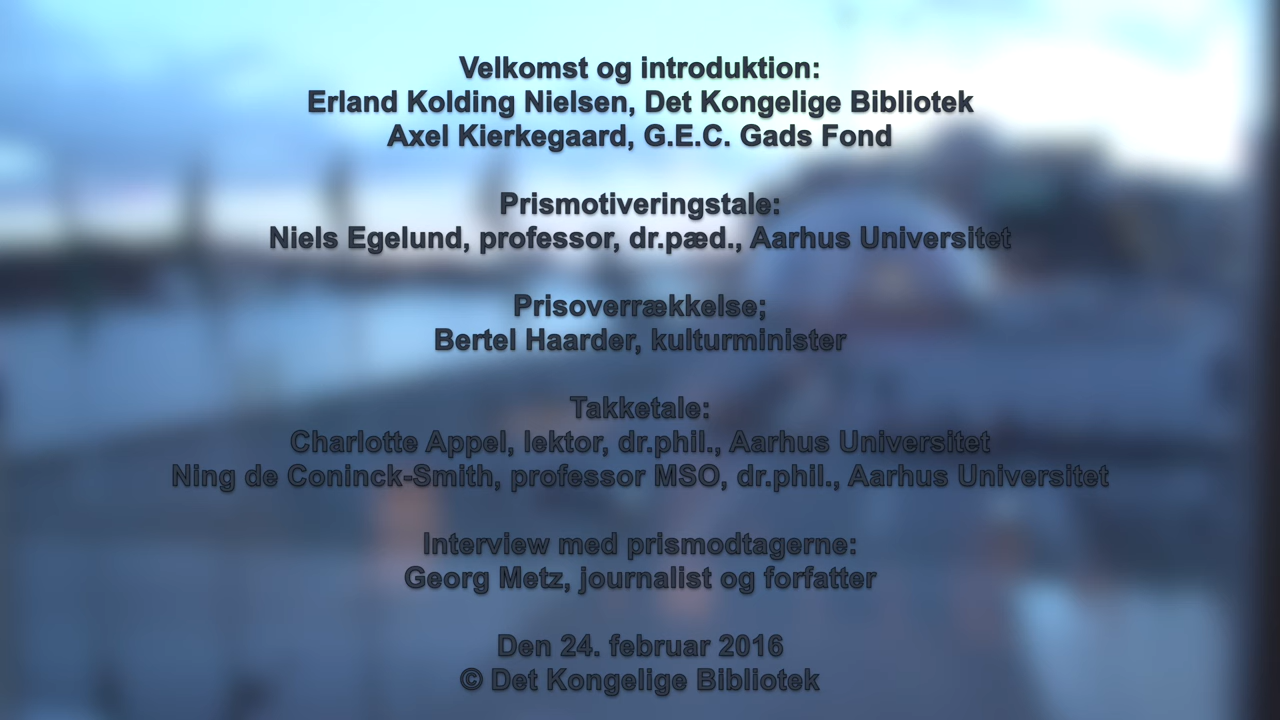 Velkomst og introduktion:
Erland Kolding Nielsen, Det Kongelige Bibliotek
Axel Kierkegaard, G.E.C. Gads Fond
Prismotiveringstale:
Niels Egelund, professor, dr.pæd., Aarhus Universitet
Prisoverrækkelse;
Bertel Haarder, kulturminister
Takketale:
Charlotte Appel, lektor, dr.phil., Aarhus Universitet
Ning de Coninck-Smith, professor MSO, dr.phil., Aarhus Universitet
Interview med prismodtagerne:
Georg Metz, journalist og forfatter
Den 24. februar 2016
© Det Kongelige Bibliotek